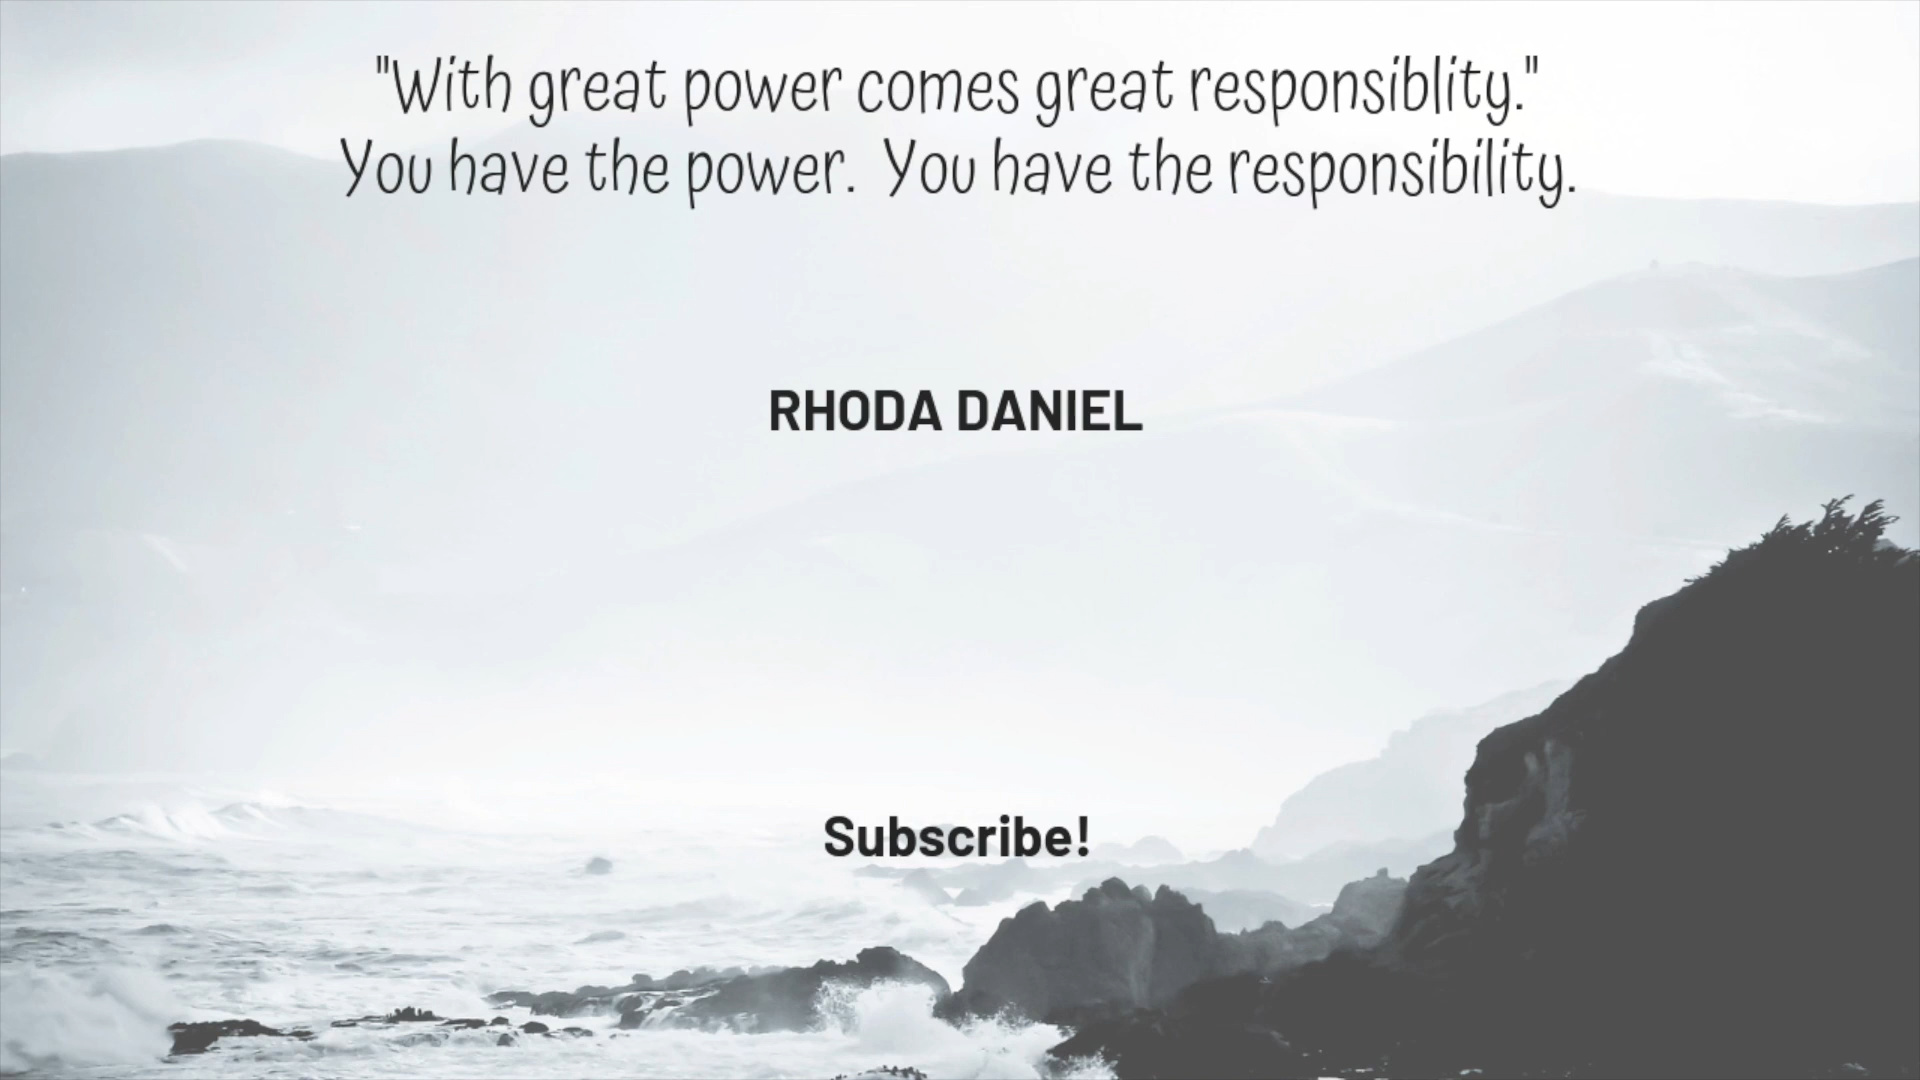 "With great power comes great responsiblity."
You have the power.  You have the responsibility.
RHODA DANIEL
Subscribe!